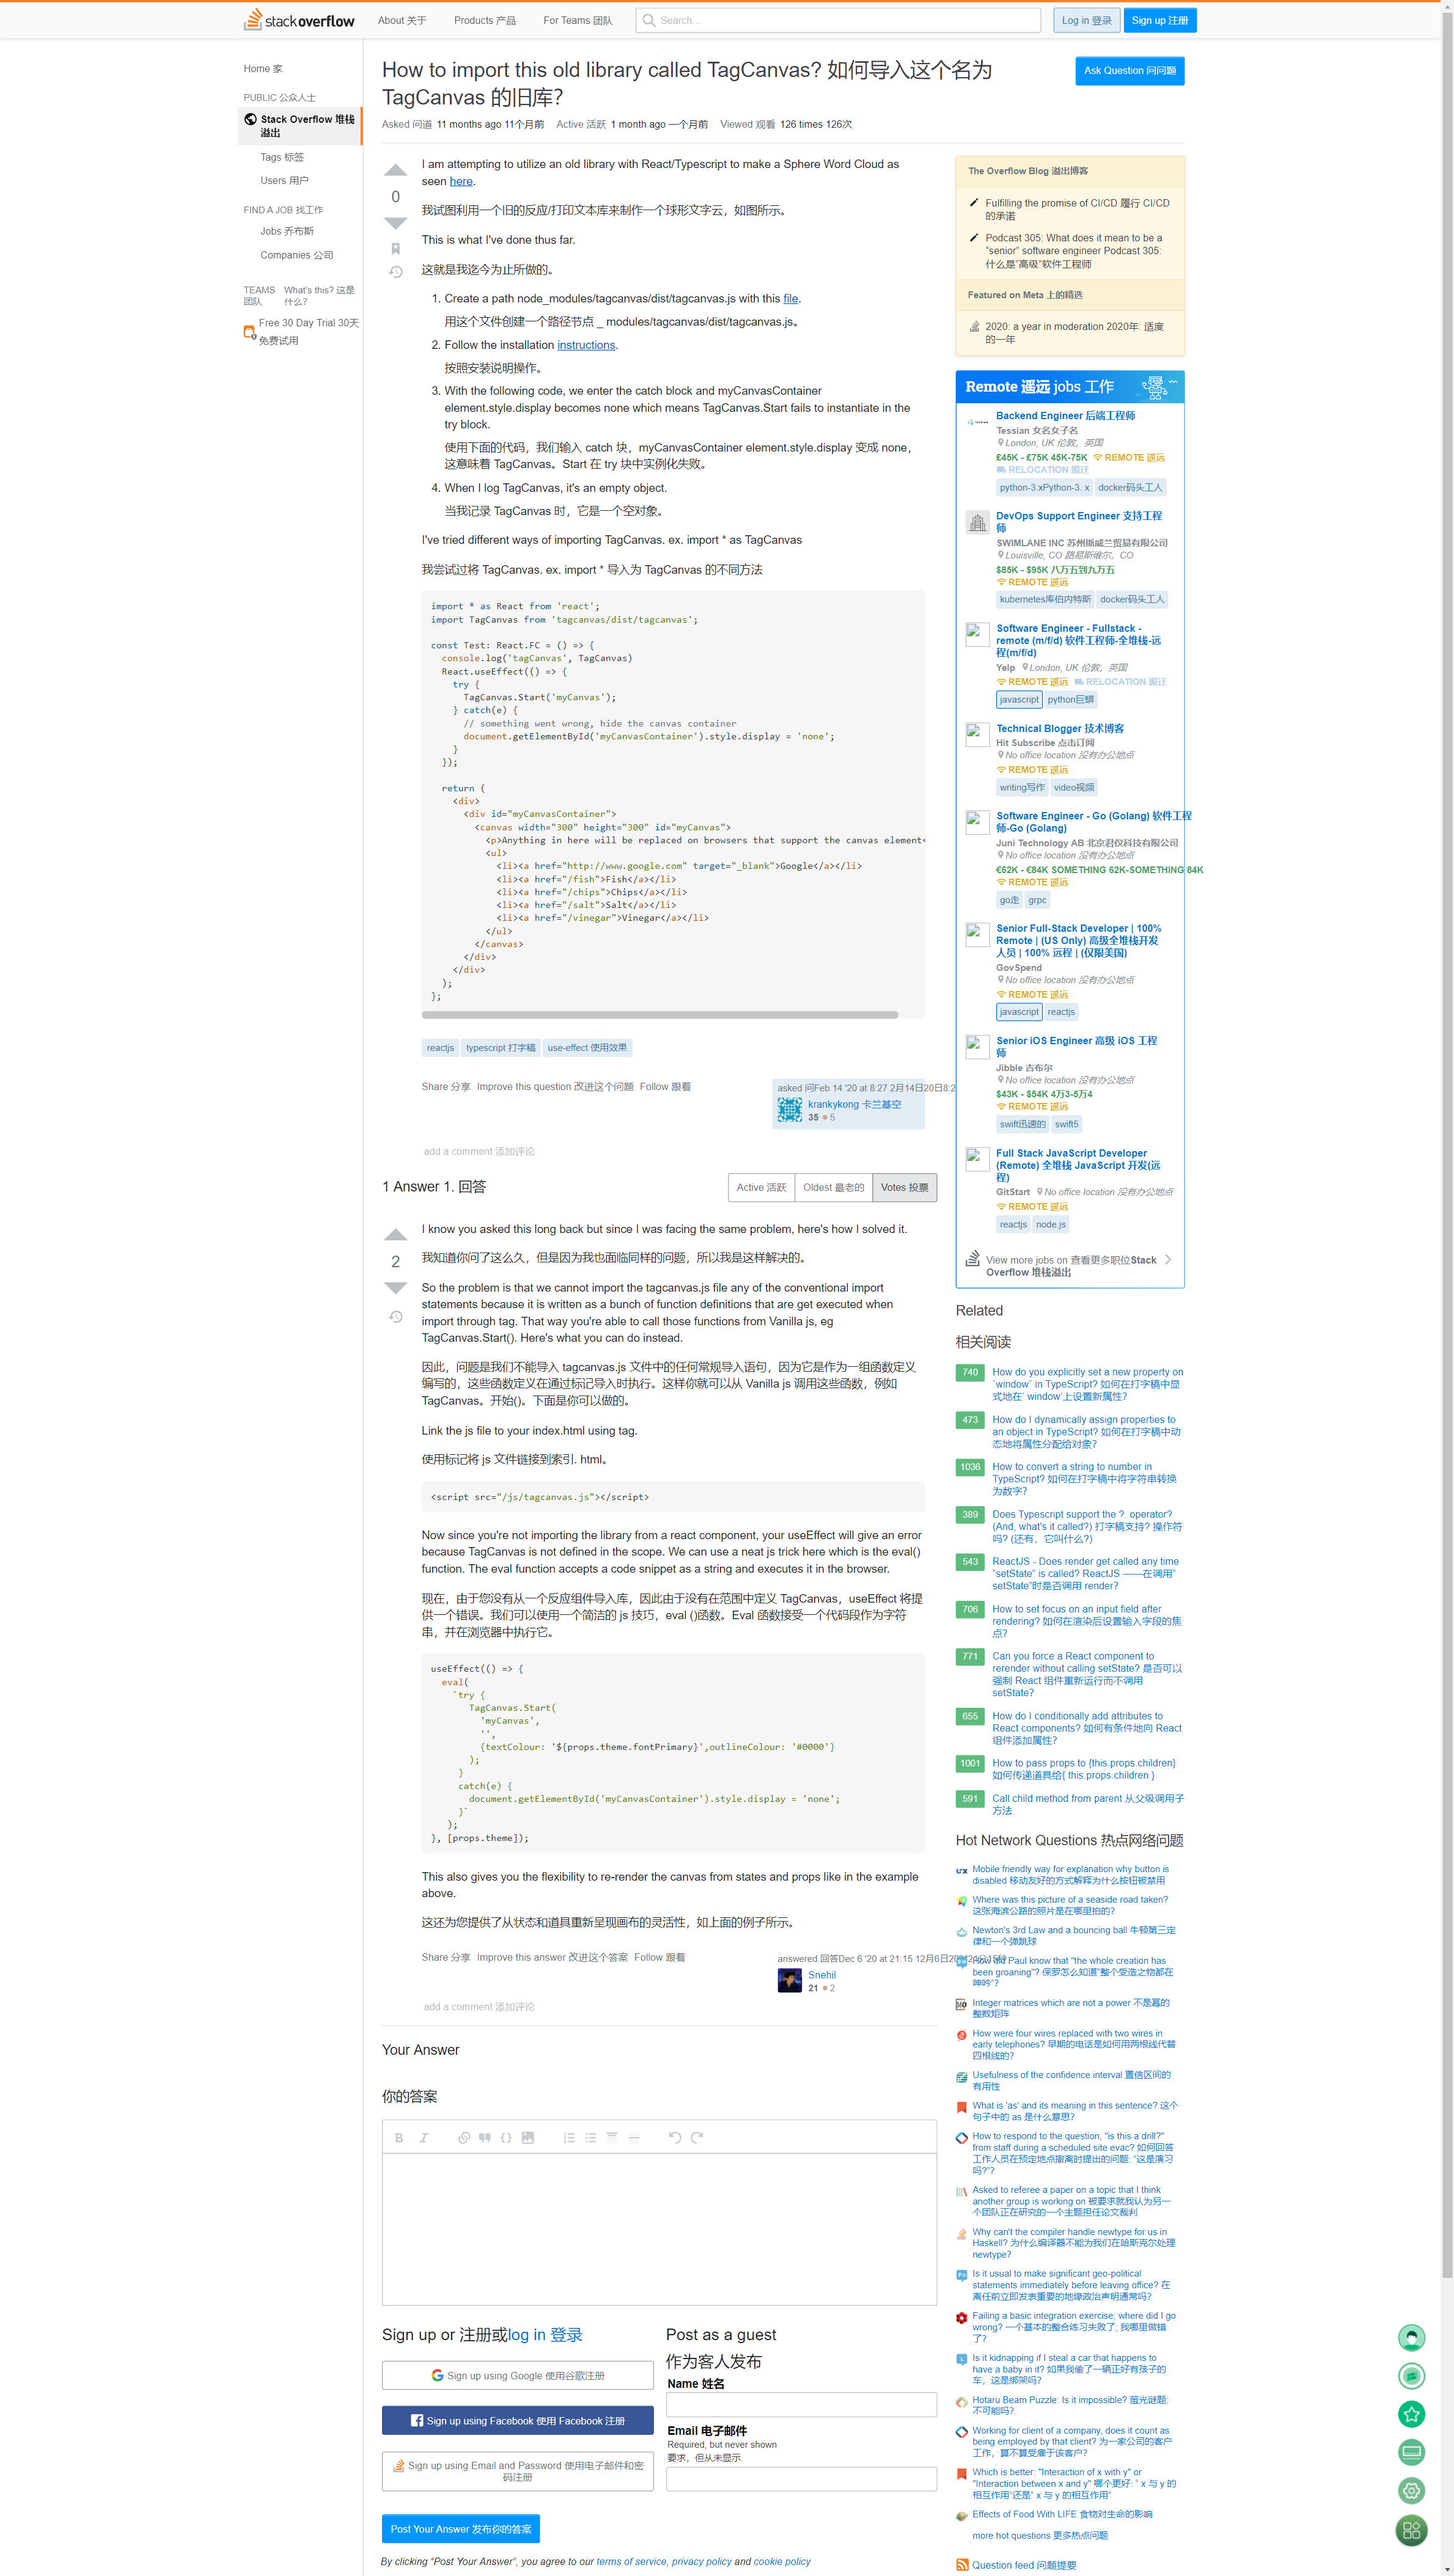 stackoverflow
About 关于
Products 产品
For Teams 团队
Search...
Log in 登录
Sign up 注册
Home 家
PUBLIC 公众人士
Stack Overflow 堆栈
溢出
Tags 标签
Users 用户
FIND A JOB 找工作
Jobs 乔布斯
Companies 公司
TEAMS 团队
What's this? 这是什么?
Free 30 Day Trial 30天
免费试用
How to import this old library called TagCanvas? 如何导入这个名为
TagCanvas 的旧库?
Ask Question 问问题
Asked 问道 11 months ago 11个月前 Active 活跃 1 month ago 一个月前 Viewed 观看 126 times 126次
0
I am attempting to utilize an old library with React/Typescript to make a Sphere Word Cloud as
seen here.
我试图利用一个旧的反应/打印文本库来制作一个球形文字云，如图所示。
This is what I've done thus far.
这就是我迄今为止所做的。
1. Create a path node_modules/tagcanvas/dist/tagcanvas.js with this file.
用这个文件创建一个路径节点 _ modules/tagcanvas/dist/tagcanvas.js。
2. Follow the installation instructions.
按照安装说明操作。
3. With the following code, we enter the catch block and myCanvasContainer
element.style.display becomes none which means TagCanvas.Start fails to instantiate in the
try block.
使用下面的代码，我们输入 catch 块，myCanvasContainer element.style.display 变成 none，
这意味着 TagCanvas。Start 在 try 块中实例化失败。
4. When I log TagCanvas, it's an empty object.
当我记录 TagCanvas 时，它是一个空对象。
I've tried different ways of importing TagCanvas. ex. import * as TagCanvas
我尝试过将 TagCanvas. ex. import * 导入为 TagCanvas 的不同方法
import * as React from 'react';
import TagCanvas from 'tagcanvas/dist/tagcanvas';
const Test: React.FC = () => {
console.log('tagCanvas', TagCanvas)
React.useEffect(() => {
try {
TagCanvas.Start('myCanvas');
} catch(e) {
// something went wrong, hide the canvas container
document.getElementById('myCanvasContainer').style.display = 'none';
}
});
return (
<div>
<div id="myCanvasContainer">
<canvas width="300" height="300" id="myCanvas">
<p>Anything in here will be replaced on browsers that support the canvas element<
<ul>
<li><a href="http://www.google.com" target="_blank">Google</a></li>
<li><a href="/fish">Fish</a></li>
<li><a href="/chips">Chips</a></li>
<li><a href="/salt">Salt</a></li>
<li><a href="/vinegar">Vinegar</a></li>
</ul>
</canvas>
</div>
</div>
);
};
reactjs typescript 打字稿 use-effect 使用效果
Share 分享 Improve this question 改进这个问题 Follow 跟着
asked 问Feb 14 '20 at 8:27 2月14日20日8:2
krankykong 卡兰基空
35 5
add a comment 添加评论
1 Answer 1. 回答
Active 活跃 Oldest 最老的 Votes 投票
2
I know you asked this long back but since I was facing the same problem, here's how I solved it.
我知道你问了这么久，但是因为我也面临同样的问题，所以我是这样解决的。
So the problem is that we cannot import the tagcanvas.js file any of the conventional import
statements because it is written as a bunch of function definitions that are get executed when
import through tag. That way you're able to call those functions from Vanilla js, eg
TagCanvas.Start(). Here's what you can do instead.
因此，问题是我们不能导入 tagcanvas.js 文件中的任何常规导入语句，因为它是作为一组函数定义
编写的，这些函数定义在通过标记导入时执行。这样你就可以从 Vanilla js 调用这些函数，例如
TagCanvas。开始()。下面是你可以做的。
Link the js file to your index.html using tag.
使用标记将 js 文件链接到索引. html。
<script src="/js/tagcanvas.js"></script>
Now since you're not importing the library from a react component, your useEffect will give an error
because TagCanvas is not defined in the scope. We can use a neat js trick here which is the eval()
function. The eval function accepts a code snippet as a string and executes it in the browser.
现在，由于您没有从一个反应组件导入库，因此由于没有在范围中定义 TagCanvas，useEffect 将提
供一个错误。我们可以使用一个简洁的 js 技巧，eval ()函数。Eval 函数接受一个代码段作为字符
串，并在浏览器中执行它。
useEffect(() => {
eval(
`try {
TagCanvas.Start(
'myCanvas',
'',
{textColour: '${props.theme.fontPrimary}',outlineColour: '#0000'}
);
}
catch(e) {
document.getElementById('myCanvasContainer').style.display = 'none';
}`
);
}, [props.theme]);
This also gives you the flexibility to re-render the canvas from states and props like in the example
above.
这还为您提供了从状态和道具重新呈现画布的灵活性，如上面的例子所示。
Share 分享 Improve this answer 改进这个答案 Follow 跟着
answered 回答Dec 6 '20 at 21:15 12月6日
Snehil
21 2
add a comment 添加评论
Your Answer
你的答案
Sign up or 注册或log in 登录
Sign up using Google 使用谷歌注册
Sign up using Facebook 使用 Facebook 注册
Sign up using Email and Password 使用电子邮件和密
码注册
Post as a guest
作为客人发布
Name 姓名
Email 电子邮件
Required, but never shown
要求，但从未显示
Post Your Answer 发布你的答案
By clicking "Post Your Answer", you agree to our terms of service, privacy policy and cookie policy
The Overflow Blog 溢出博客
Fulfilling the promise of CI/CD 履行 CI/CD
的承诺
Podcast 305: What does it mean to be a
"senior" software engineer Podcast 305:
什么是"高级"软件工程师
Featured on Meta 上的精选
2020: a year in moderation 2020年: 适度
的一年
Remote 遥远 jobs 工作
Backend Engineer 后端工程师
Tessian 女名女子名
London, UK 伦敦，英国
£45K - £75K 45K-75K REMOTE 遥远
RELOCATION 搬迁
python-3.xPython-3. x docker码头工人
DevOps Support Engineer 支持工程
师
SWIMLANE INC 苏州斯威兰贸易有限公司
Louisville, CO 路易斯维尔，CO
$85K - $95K 八万五到九万五
REMOTE 遥远
kubernetes库伯内特斯 docker码头工人
Software Engineer - Fullstack -
remote (m/f/d) 软件工程师-全堆栈-远
程(m/f/d)
Yelp London, UK 伦敦，英国
REMOTE 遥远 RELOCATION 搬迁
javascript python巨蟒
Technical Blogger 技术博客
Hit Subscribe 点击订阅
No office location 没有办公地点
REMOTE 遥远
writing写作 video视频
Software Engineer - Go (Golang) 软件工程
师-Go (Golang)
Juni Technology AB 北京君仪科技有限公司
No office location 没有办公地点
€62K - €84K SOMETHING 62K-SOMETHING 84K
REMOTE 遥远
go走 grpc
Senior Full-Stack Developer | 100%
Remote | (US Only) 高级全堆栈开发
人员 | 100% 远程 | (仅限美国)
GovSpend
No office location 没有办公地点
REMOTE 遥远
javascript reactjs
Senior iOS Engineer 高级 iOS 工程
师
Jibble 吉布尔
No office location 没有办公地点
$43K - $54K 4万3-5万4
REMOTE 遥远
swift迅速的 swift5
Full Stack JavaScript Developer
(Remote) 全堆栈 JavaScript 开发(远
程)
GitStart No office location 没有办公地点
REMOTE 遥远
reactjs node.js
View more jobs on 查看更多职位Stack
Overflow 堆栈溢出
Related
相关阅读
740 How do you explicitly set a new property on
`window` in TypeScript? 如何在打字稿中显
式地在' window'上设置新属性?
473 How do I dynamically assign properties to
an object in TypeScript? 如何在打字稿中动
态地将属性分配给对象?
1036 How to convert a string to number in
TypeScript? 如何在打字稿中将字符串转换
为数字?
389 Does Typescript support the ?. operator?
(And, what's it called?) 打字稿支持? 操作符
吗? (还有，它叫什么?)
543 ReactJS - Does render get called any time
"setState" is called? ReactJS ——在调用"
setState"时是否调用 render?
706 How to set focus on an input field after
rendering? 如何在渲染后设置输入字段的焦
点?
771 Can you force a React component to
rerender without calling setState? 是否可以
强制 React 组件重新运行而不调用
setState?
655 How do I conditionally add attributes to
React components? 如何有条件地向 React
组件添加属性?
1001 How to pass props to {this.props.children}
如何传递道具给{ this.props.children }
591 Call child method from parent 从父级调用子
方法
Hot Network Questions 热点网络问题
Mobile friendly way for explanation why button is
disabled 移动友好的方式解释为什么按钮被禁用
Where was this picture of a seaside road taken?
这张海滨公路的照片是在哪里拍的?
Newton's 3rd Law and a bouncing ball 牛顿第三定
律和一个弹跳球
How did Paul know that "the whole creation has
been groaning"? 保罗怎么知道"整个受造之物都在
呻吟"?
Integer matrices which are not a power 不是幂的
整数矩阵
How were four wires replaced with two wires in
early telephones? 早期的电话是如何用两根线代替
四根线的?
Usefulness of the confidence interval 置信区间的
有用性
What is 'as' and its meaning in this sentence? 这个
句子中的 as 是什么意思?
How to respond to the question, "is this a drill?"
from staff during a scheduled site evac? 如何回答
工作人员在预定地点撤离时提出的问题: "这是演习
吗?"?
Asked to referee a paper on a topic that I think
another group is working on 被要求就我认为另一
个团队正在研究的一个主题担任论文裁判
Why can't the compiler handle newtype for us in
Haskell? 为什么编译器不能为我们在哈斯克尔处理
newtype?
Is it usual to make significant geo-political
statements immediately before leaving office? 在
离任前立即发表重要的地缘政治声明通常吗?
Failing a basic integration exercise; where did I go
wrong? 一个基本的整合练习失败了; 我哪里做错
了?
Is it kidnapping if I steal a car that happens to
have a baby in it? 如果我偷了一辆正好有孩子的
车，这是绑架吗?
Hotaru Beam Puzzle: Is it impossible? 萤光谜题:
不可能吗?
Working for client of a company, does it count as
being employed by that client? 为一家公司的客户
工作，算不算受雇于该客户?
Which is better: "Interaction of x with y" or
"Interaction between x and y" 哪个更好: " x 与 y 的
相互作用"还是" x 与 y 的相互作用"
Effects of Food With LIFE 食物对生命的影响
more hot questions 更多热点问题
Question feed 问题提要